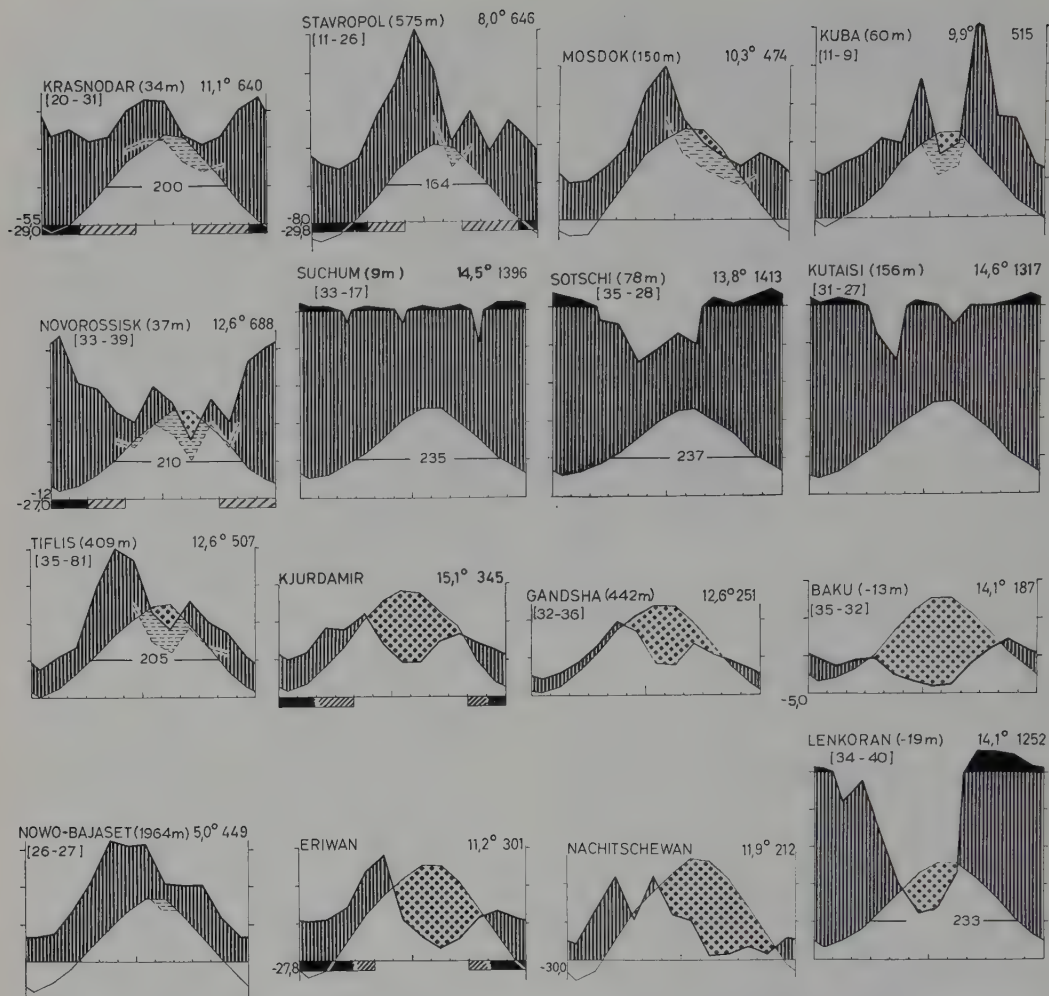 KRASNODAR (34m) 11,1° 640
[20-31]
200
-5,5
-29,0
STAVROPOL (575m) 8,0° 646
[11-26]
164
-8,0
-29,8
MOSDOK (150m) 10,3° 474
KUBA (60m) 9,9° 515
[11-9]
NOVOROSSISK (37m) 12,6° 688
[33-39]
210
-1,2
-27,0
SUCHUM (9m) 14,5° 1396
[33-17]
235
SOTSCHI (78m) 13,8° 1413
[35-28]
237
KUTAISI (156m) 14,6° 1317
[31-27]
TIFLIS (409m) 12,6° 507
[35-81]
205
KJURDAMIR 15,1° 345
GANDSHA (442m) 12,6° 251
[32-36]
BAKU (-13m) 14,1° 187
[35-32]
-5,0
NOWO-BAJASET (1964m) 5,0° 449
[26-27]
ERIWAN 11,2° 301
-27,8
NACHITSCHEWAN 11,9° 212
-30,0
LENKORAN (-19m) 14,1° 1252
[34-40]
233